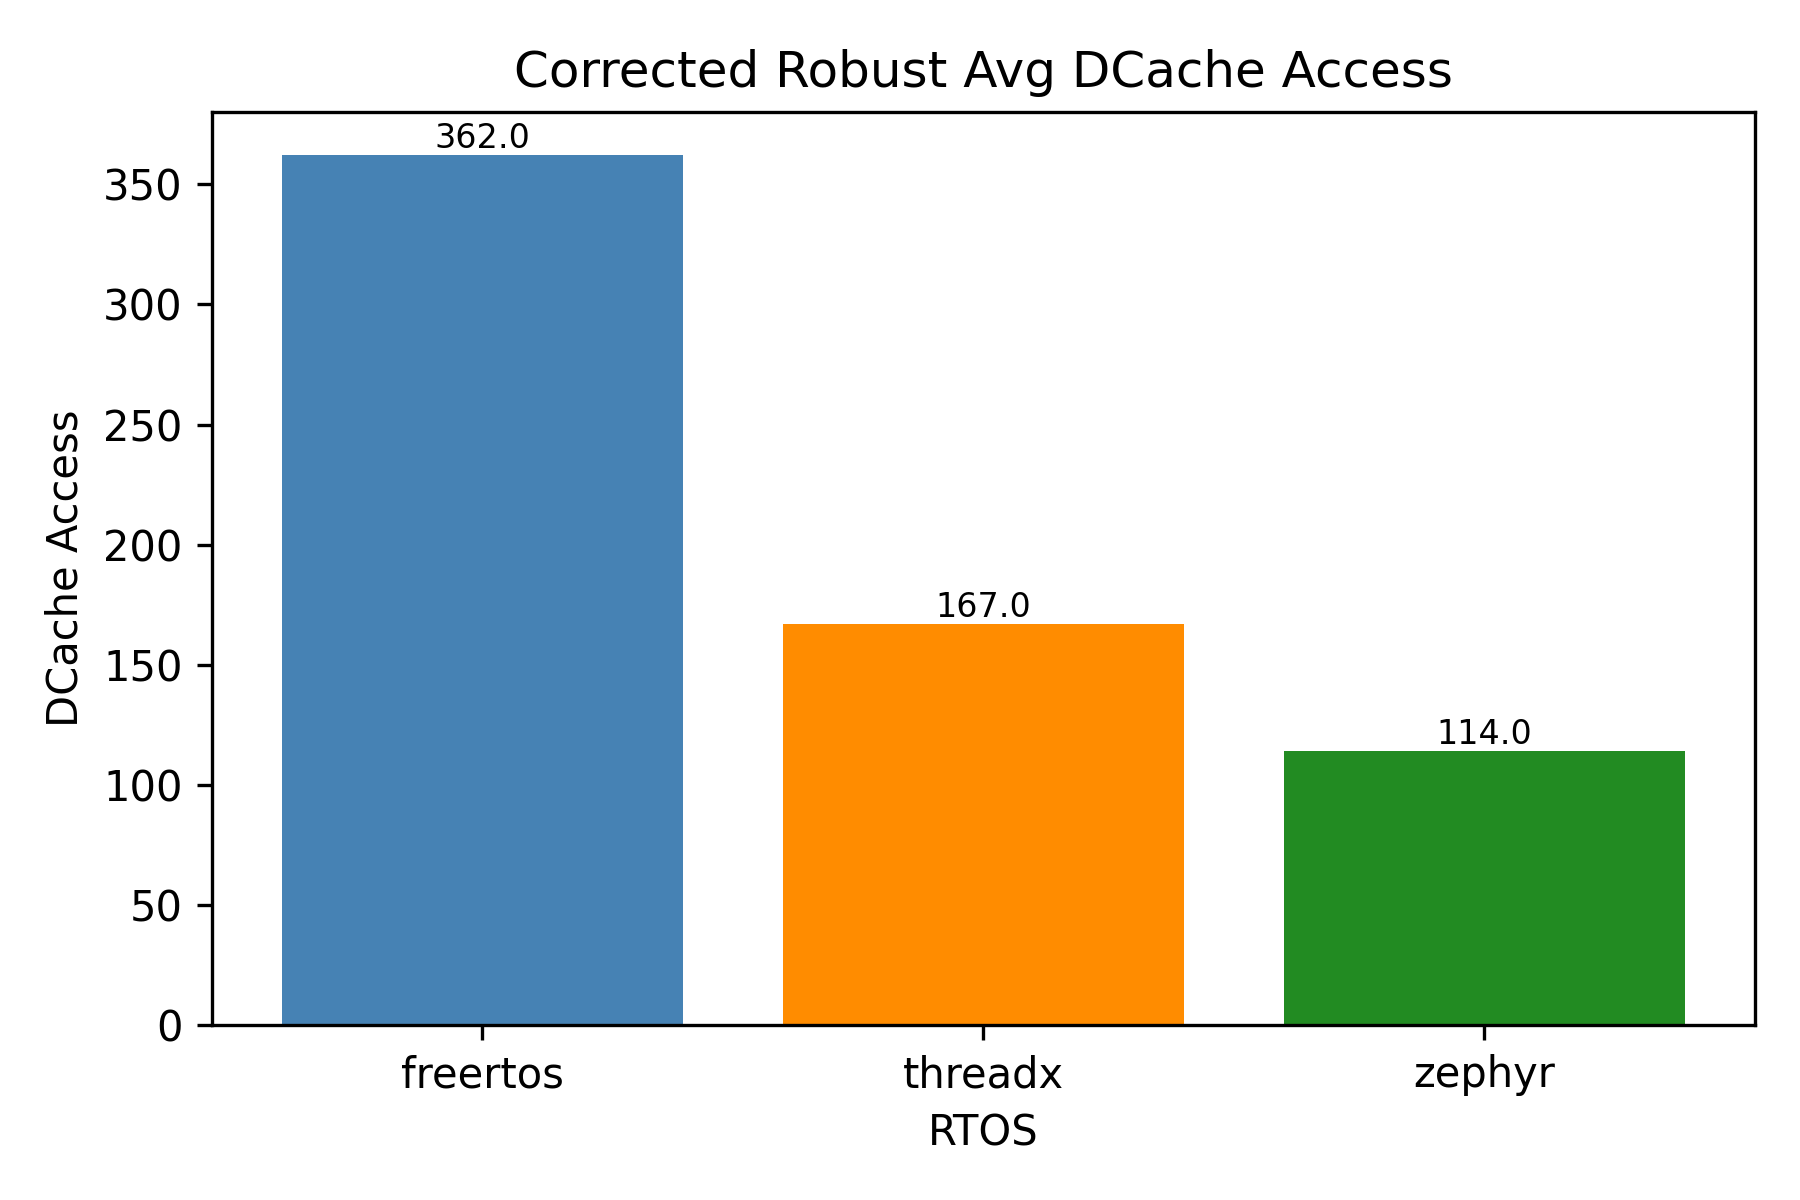 Corrected Robust Avg DCache Access
362.0
350
300
250
200
167.0
150
114.0
100
50
0
DCache Access
freertos
threadx
zephyr
RTOS